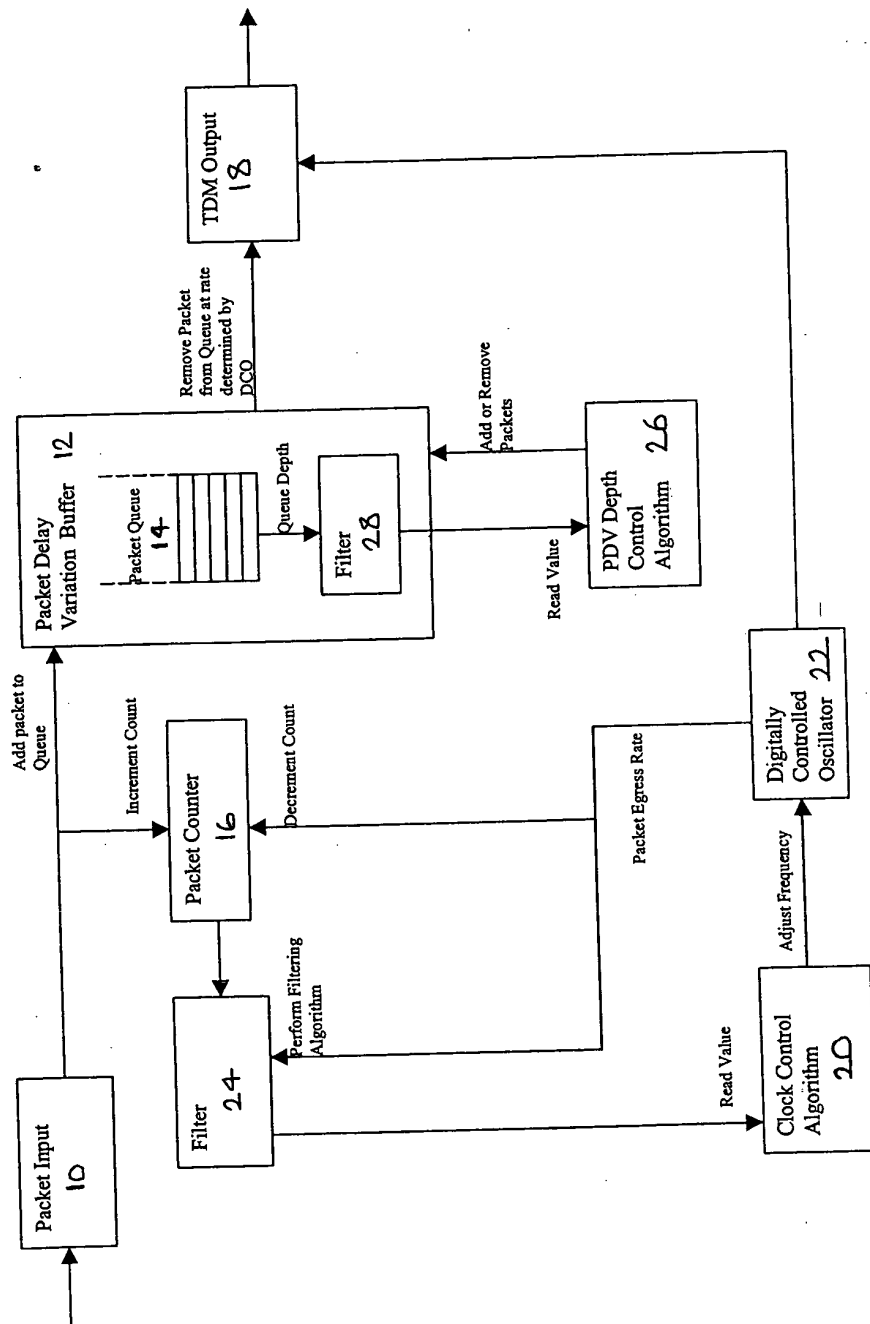 Packet Input
10
Add packet to
Queue
Increment Count
Packet Counter
16
Decrement Count
Filter
24
Perform Filtering
Algorithm
Read Value
Clock Control
Algorithm
20
Adjust Frequency
Digitally
Controlled
Oscillator 22
Packet Egress Rate
Packet Delay
Variation Buffer 12
Packet Queue
14
Queue Depth
Filter
28
Read Value
Add or Remove
Packets
PDV Depth
Control
Algorithm 26
Remove Packet
from Queue at rate
determined by
DCO
TDM Output
18